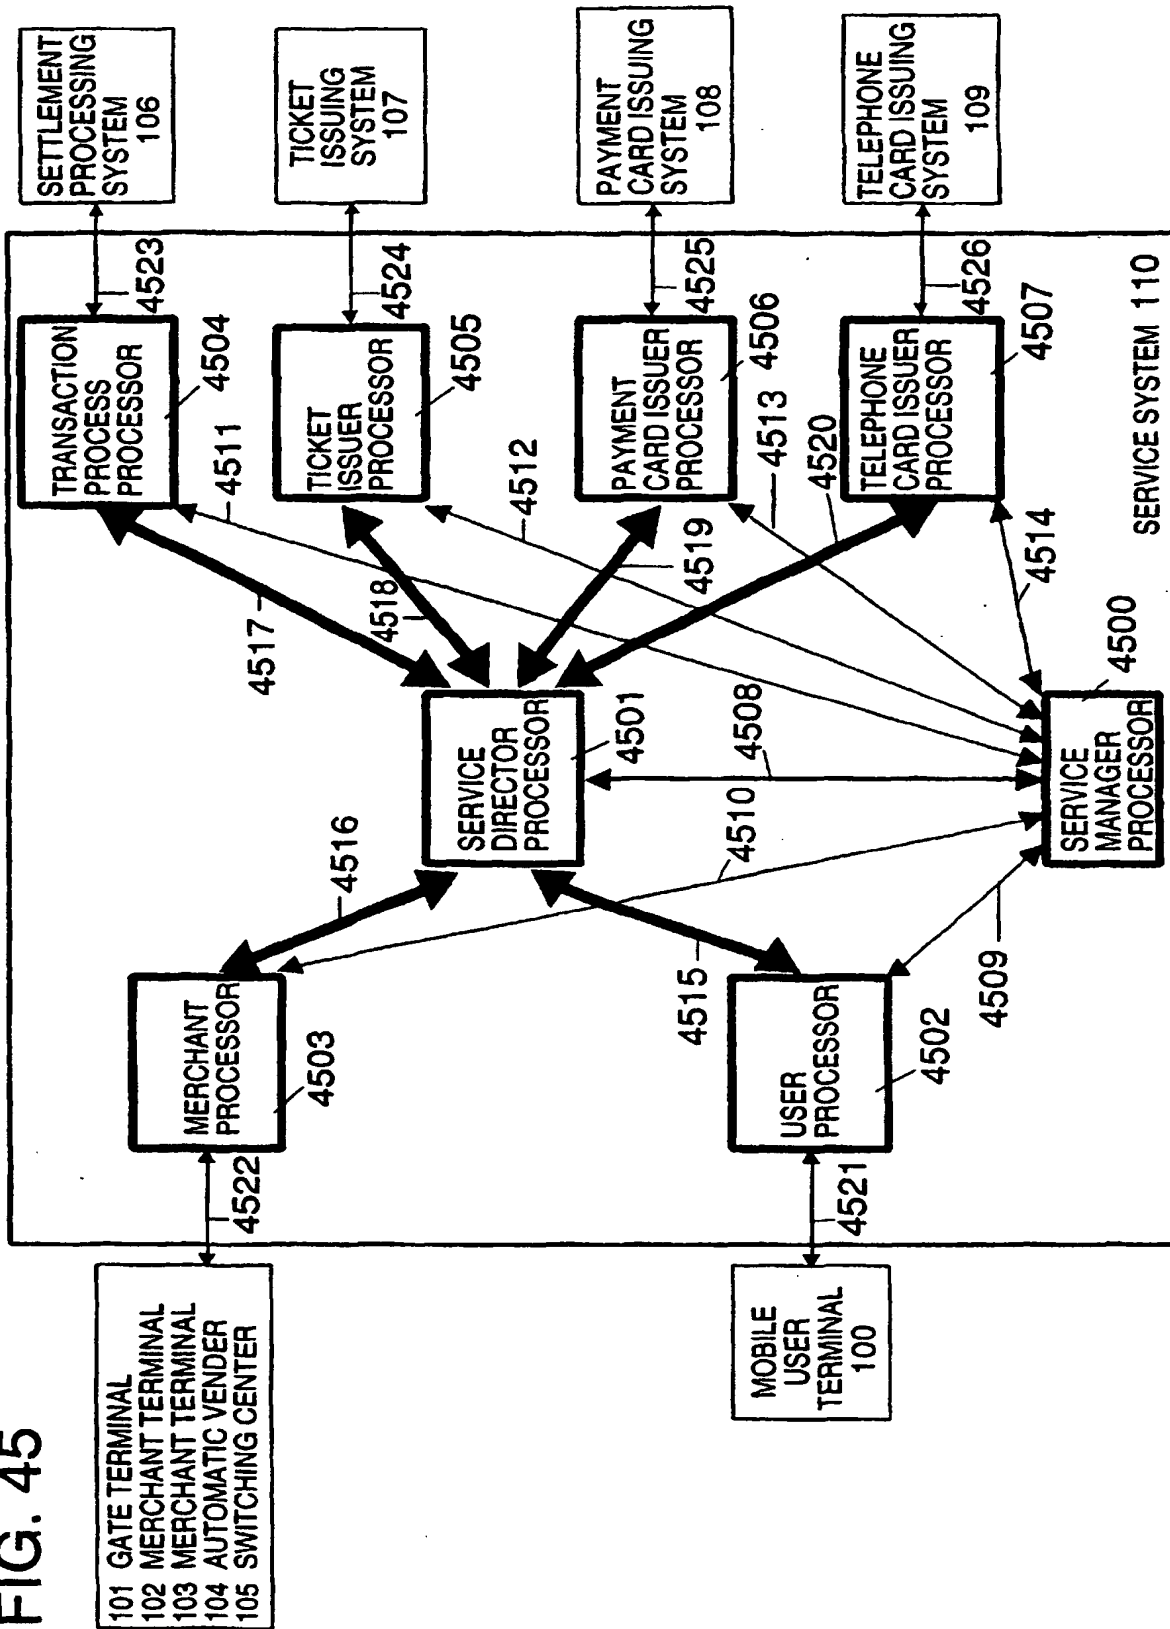 FIG. 45
101 GATE TERMINAL
102 MERCHANT TERMINAL
103 MERCHANT TERMINAL
104 AUTOMATIC VENDER
105 SWITCHING CENTER
4522
MERCHANT
PROCESSOR
4503
4516
MOBILE
USER
TERMINAL
100
4521
USER
PROCESSOR
4502
4515
4509
4510
SERVICE
DIRECTOR
PROCESSOR
4501
4508
SERVICE
MANAGER
PROCESSOR
4500
4517
4518
4519
4520
4511
4512
4513
4514
TRANSACTION
PROCESS
PROCESSOR
4504
4523
SETTLEMENT
PROCESSING
SYSTEM
106
TICKET
ISSUER
PROCESSOR
4505
4524
TICKET
ISSUING
SYSTEM
107
PAYMENT
CARD ISSUER
PROCESSOR
4506
4525
PAYMENT
CARD ISSUING
SYSTEM
108
TELEPHONE
CARD ISSUER
PROCESSOR
4507
4526
TELEPHONE
CARD ISSUING
SYSTEM
109
SERVICE SYSTEM 110